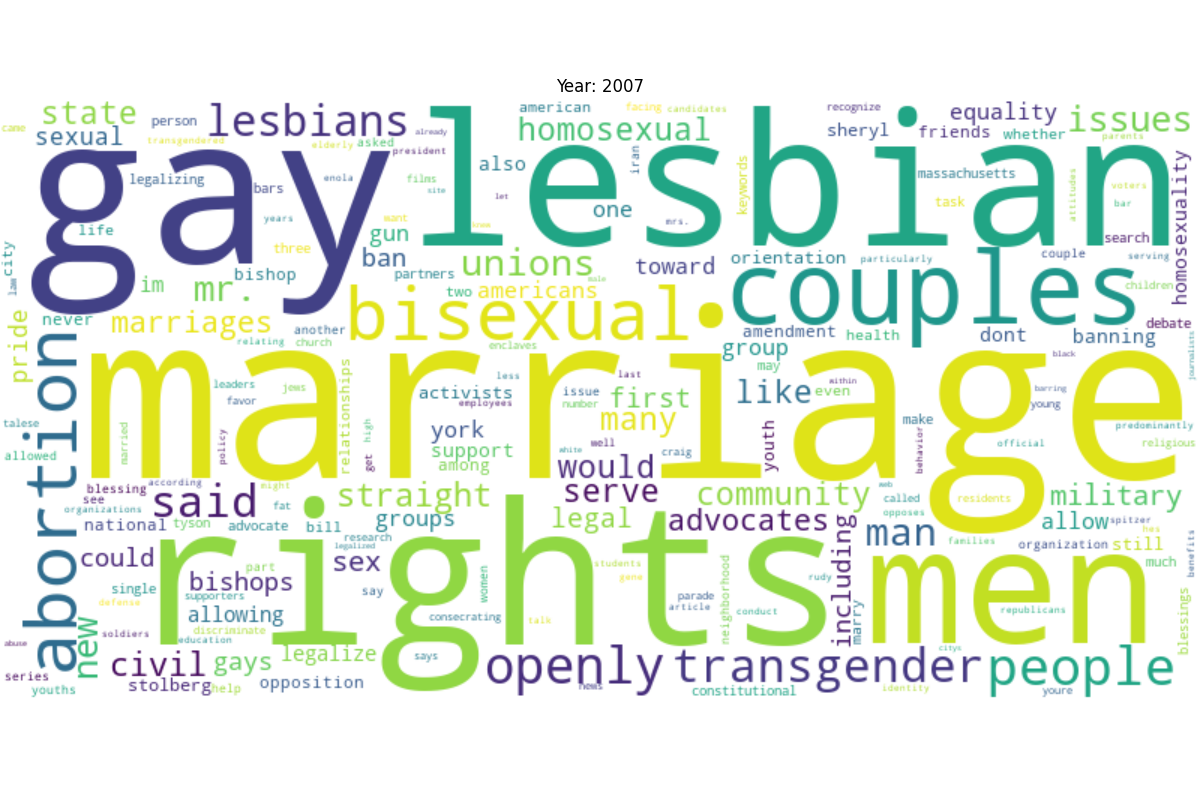 Year: 2007
came
state
sexual
person
transgendered
lesbians
elderly
asked
already
president
american
homosexual
facing
candidates
recognize
sheryl
equality
friends
whether
issues
parents
gay
lesbian
legalizing
bars
enola
films
site
also
let
iran
one
mrs.
keywords
massachusetts
task
attitudes
voters
bar
homosexuality
life
years
want
knew
gun
three
search
law
city
im
mr.
bishop
ban
partners
unions
male
toward
orientation
particularly
couple
serving
couples
children
two
americans
bisexual
pride
never
marriages
another
relating
church
enclaves
amendment
health
dont
banning
debate
group
may
black
journalists
abortion
marriage
leaders
favor
jews
relationships
less
last
activists
employees
issue
number
first
like
even
within
barring
young
talese
allowed
married
policy
get
high
york
support
among
many
white
well
craig
would
youth
make
behavior
official
predominantly
religious
blessing
see
according
organizations
said
might
fat
straight
serve
community
web
called
opposes
residents
military
national
tyson
advocate
bill
groups
legal
advocates
man
allow
spitzer
hes
research
legalized
including
families
organization
still
benefits
could
rights
part
sex
students
gene
men
much
single
supporters
bishops
say
women
neighborhood
rudy
parade
article
defense
allowing
consecrating
conduct
republicans
blessings
new
soldiers
discriminate
education
talk
marry
abuse
series
civil
gays
legalize
says
openly
transgender
citys
people
youths
stolberg
help
opposition
news
constitutional
identity
youre